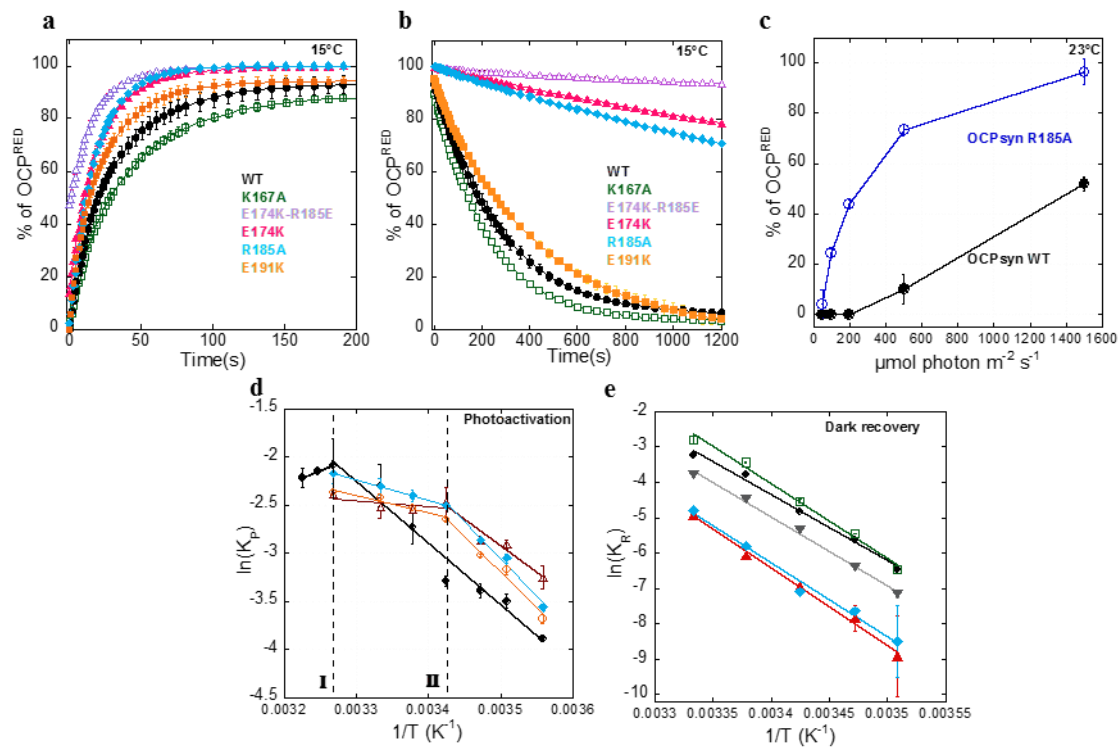 a
15°C
% of OCP^RED
100
80
60
40
20
0
WT
K167A
E174K-R185E
E174K
R185A
E191K
0 50 100 150 200
Time(s)
b
15°C
% of OCP^RED
100
80
60
40
20
0
WT
K167A
E174K-R185E
E174K
R185A
E191K
0 200 400 600 800 1000 1200
Time(s)
c
23°C
% of OCP^RED
100
80
60
40
20
0
OCPsyn R185A
OCPsyn WT
0 200 400 600 800 1000 1200 1400 1600
µmol photon m⁻² s⁻¹
d
Photoactivation
ln(K_P)
-1.5
-2
-2.5
-3
-3.5
-4
-4.5
I
II
0.0032 0.0033 0.0034 0.0035 0.0036
1/T (K⁻¹)
e
Dark recovery
ln(K_R)
-2
-3
-4
-5
-6
-7
-8
-9
-10
0.0033 0.00335 0.0034 0.00345 0.0035 0.00355
1/T (K⁻¹)